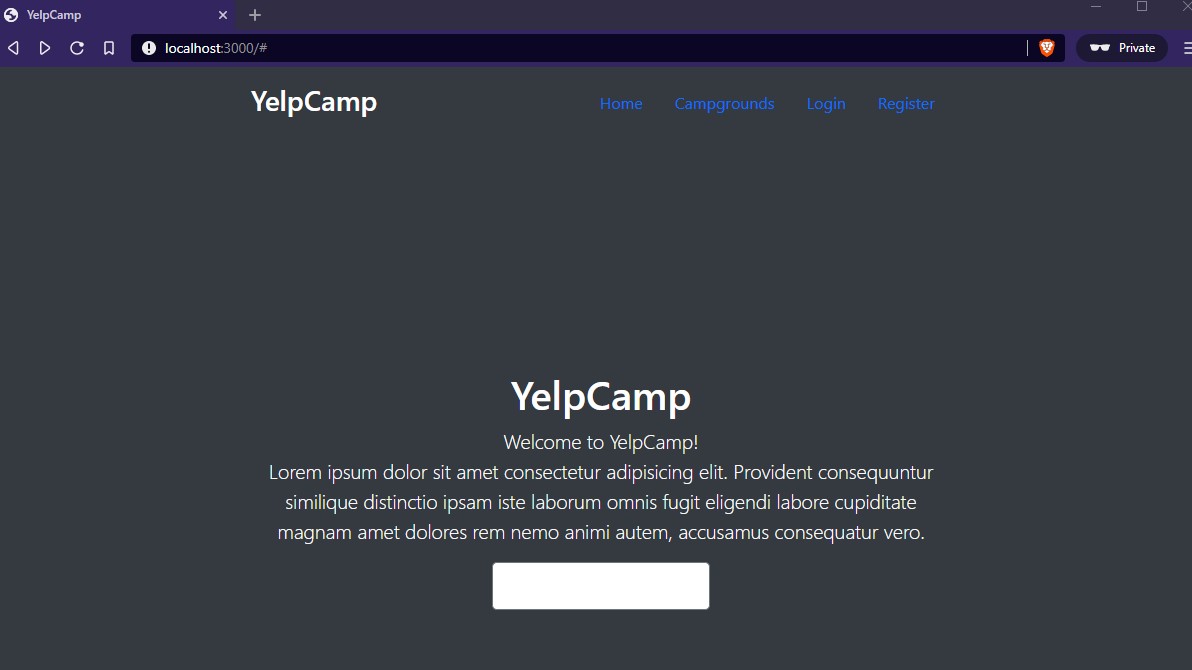 YelpCamp
localhost:3000/#
Private
YelpCamp
Home
Campgrounds
Login
Register
YelpCamp
Welcome to YelpCamp!
Lorem ipsum dolor sit amet consectetur adipisicing elit. Provident consequuntur
similique distinctio ipsam iste laborum omnis fugit eligendi labore cupiditate
magnam amet dolores rem nemo animi autem, accusamus consequatur vero.